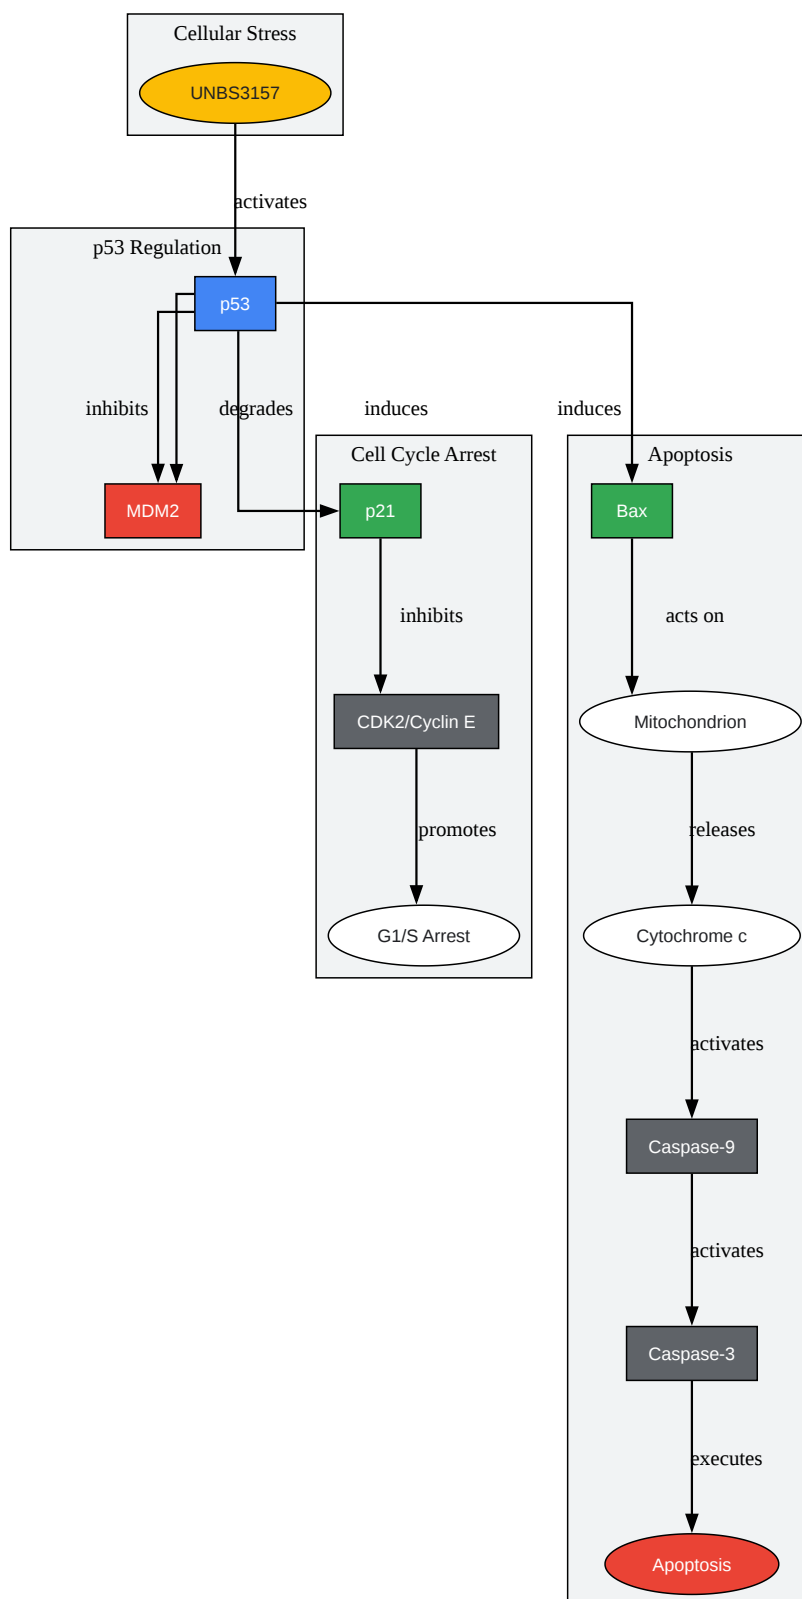 Cellular Stress
UNBS3157
activates
p53 Regulation
p53
inhibits
degrades
induces
induces
Cell Cycle Arrest
Apoptosis
MDM2
p21
Bax
inhibits
acts on
CDK2/Cyclin E
Mitochondrion
promotes
releases
G1/S Arrest
Cytochrome c
activates
Caspase-9
activates
Caspase-3
executes
Apoptosis